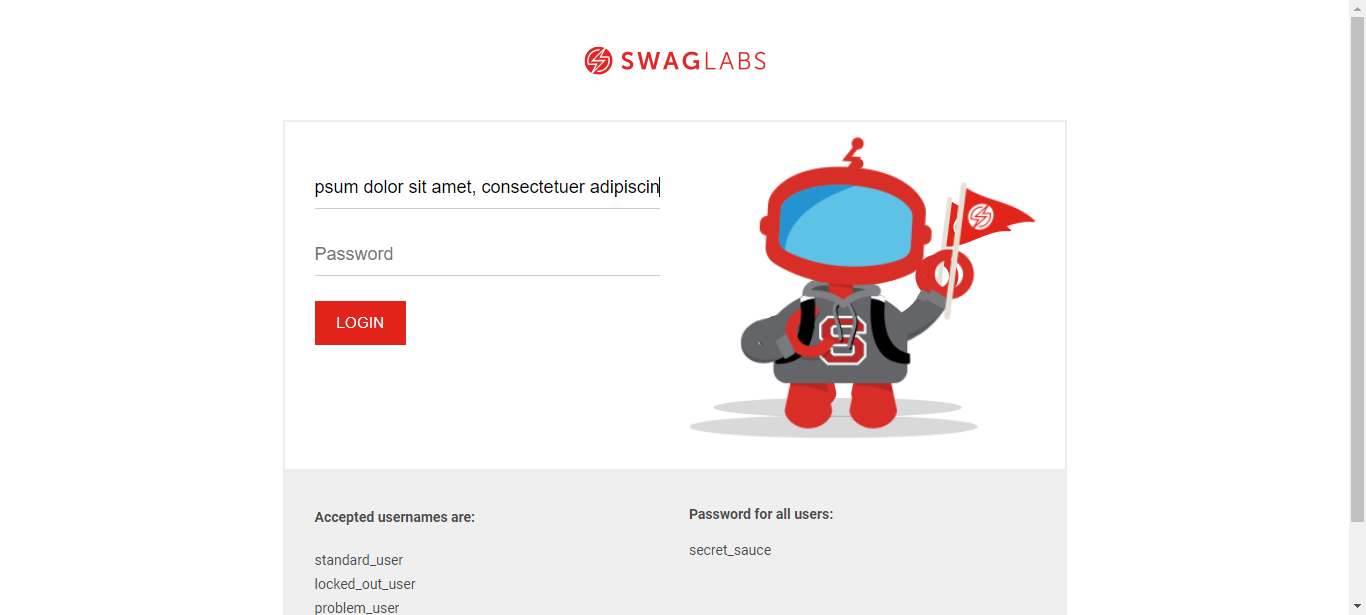 SWAGLABS
psum dolor sit amet, consectetuer adipiscin
Password
LOGIN
S
Accepted usernames are:
standard_user
locked_out_user
problem_user
Password for all users:
secret_sauce